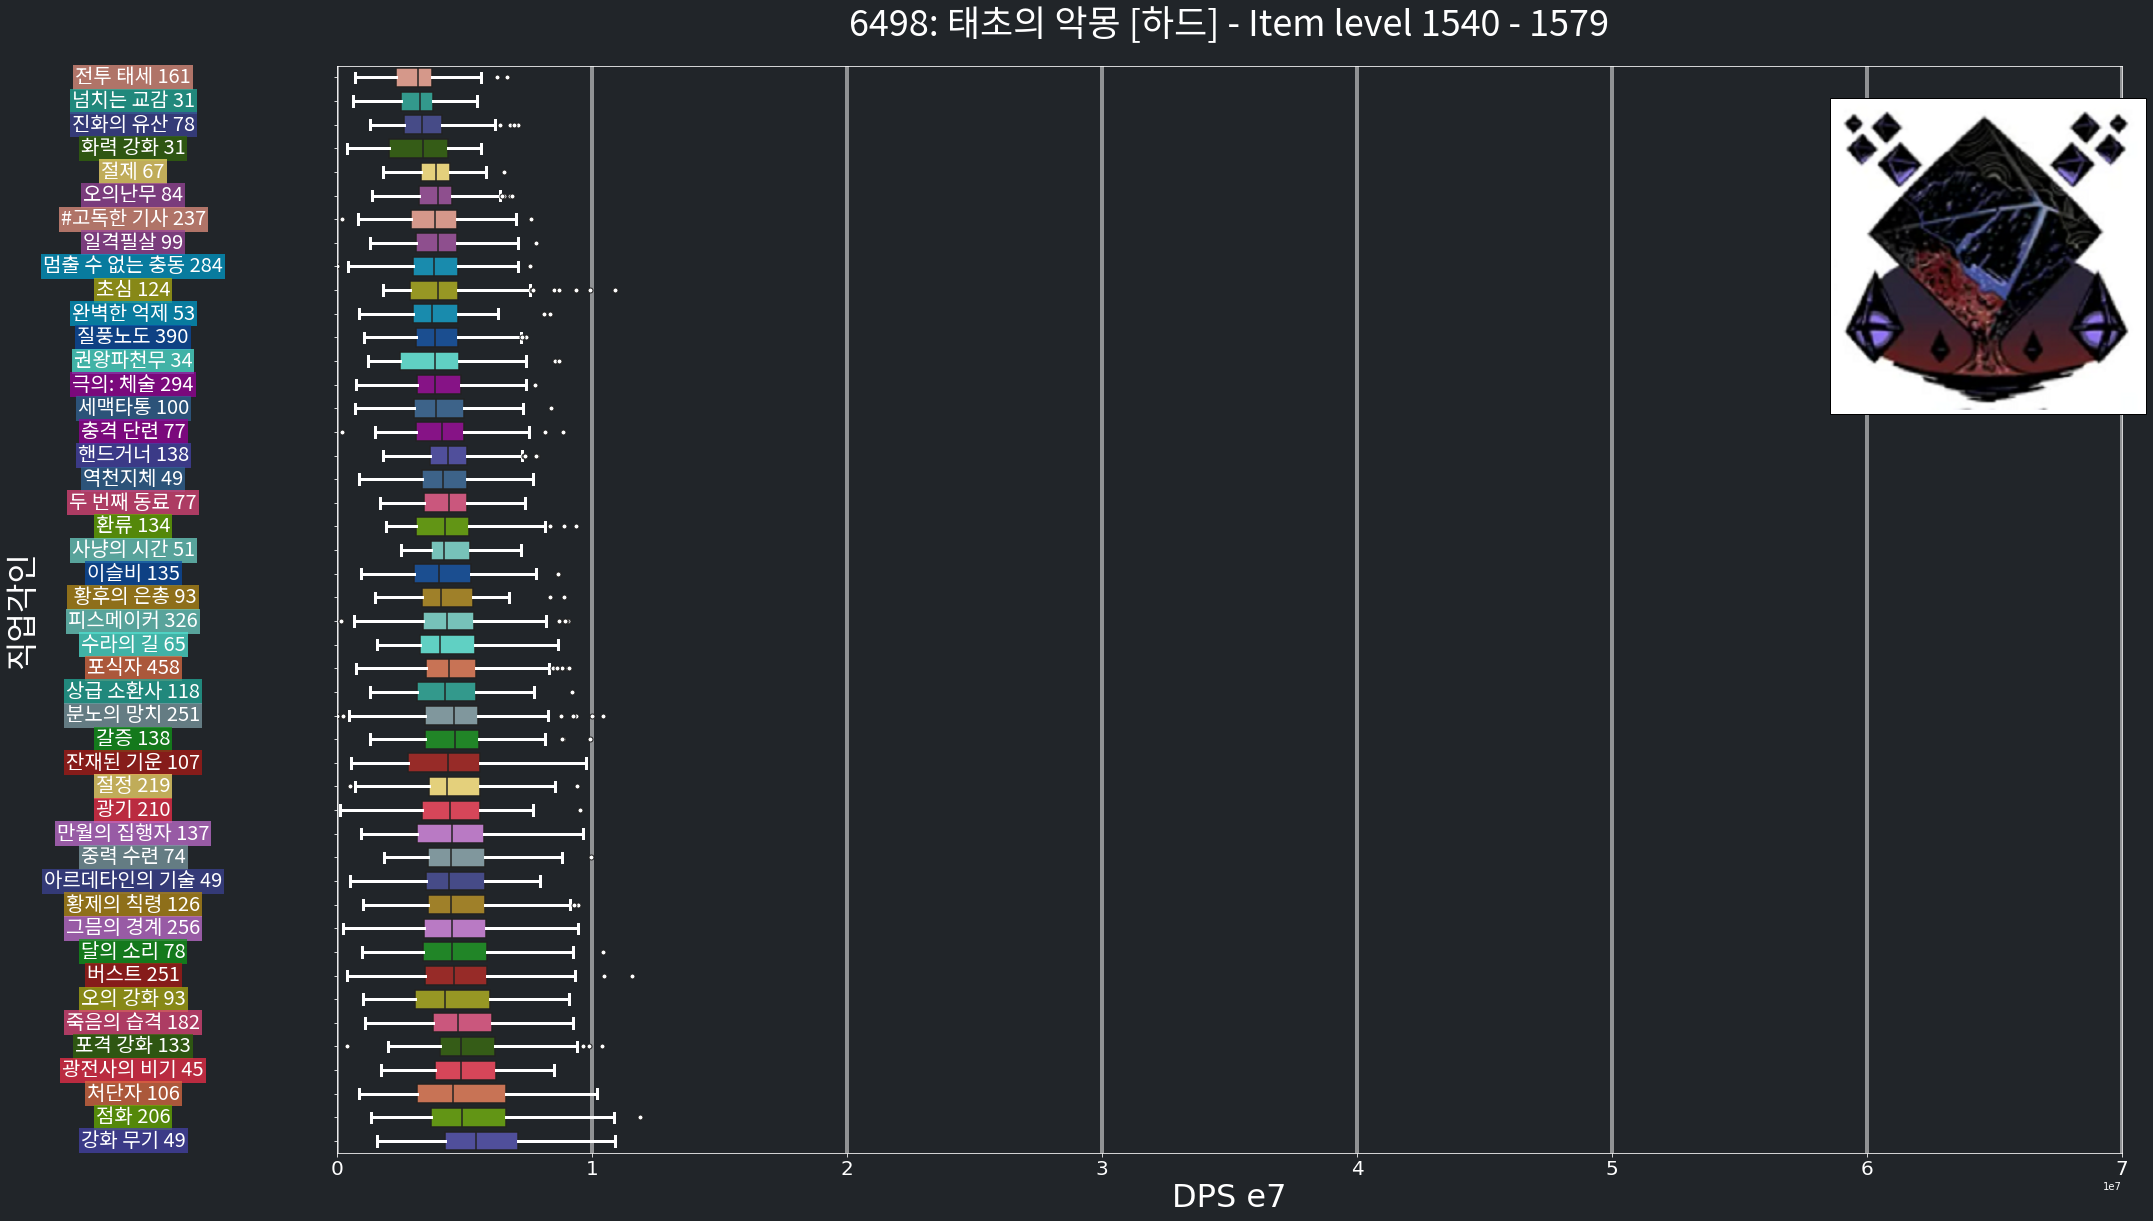 6498: 태초의 악몽 [하드] - Item level 1540 - 1579
전투 태세 161
넘치는 교감 31
진화의 유산 78
화력 강화 31
절제 67
오의난무 84
#고독한 기사 237
일격필살 99
멈출 수 없는 충동 284
초심 124
완벽한 억제 53
질풍노도 390
권왕파천무 34
극의: 체술 294
세맥타통 100
충격 단련 77
핸드거너 138
역천지체 49
두 번째 동료 77
환류 134
사냥의 시간 51
이슬비 135
황후의 은총 93
피스메이커 326
수라의 길 65
포식자 458
상급 소환사 118
분노의 망치 251
갈증 138
잔재된 기운 107
절정 219
광기 210
만월의 집행자 137
중력 수련 74
아르데타인의 기술 49
황제의 칙령 126
그믐의 경계 256
달의 소리 78
버스트 251
오의 강화 93
죽음의 습격 182
포격 강화 133
광전사의 비기 45
처단자 106
점화 206
강화 무기 49
직업각인
0 1 2 3 4 5 6 7
1e7
DPS e7